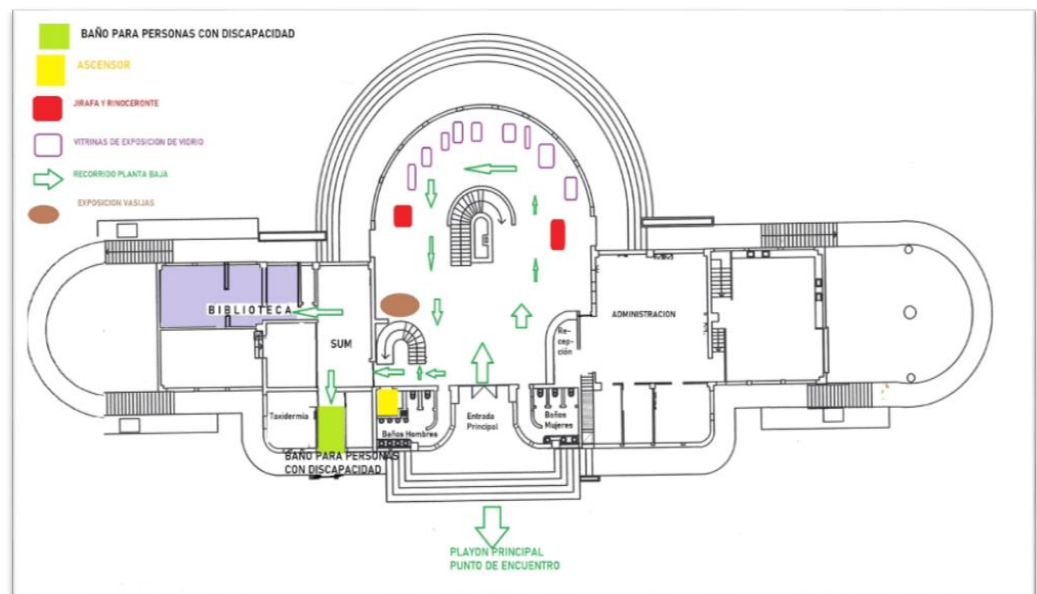 BAÑO PARA PERSONAS CON DISCAPACIDAD
ASCENSOR
JIRAFA Y RINOCERONTE
VITRINAS DE EXPOSICION DE VIDRIO
RECORRIDO PLANTA BAJA
EXPOSICION VASIJAS
BIBLIOTECA
SUM
ADMINISTRACION
Re-
cep-
ción
Taxidermia
Baños Hombres
Entrada
Principal
Baños
Mujeres
BAÑO PARA PERSONAS
CON DISCAPACIDAD
PLAYON PRINCIPAL
PUNTO DE ENCUENTRO